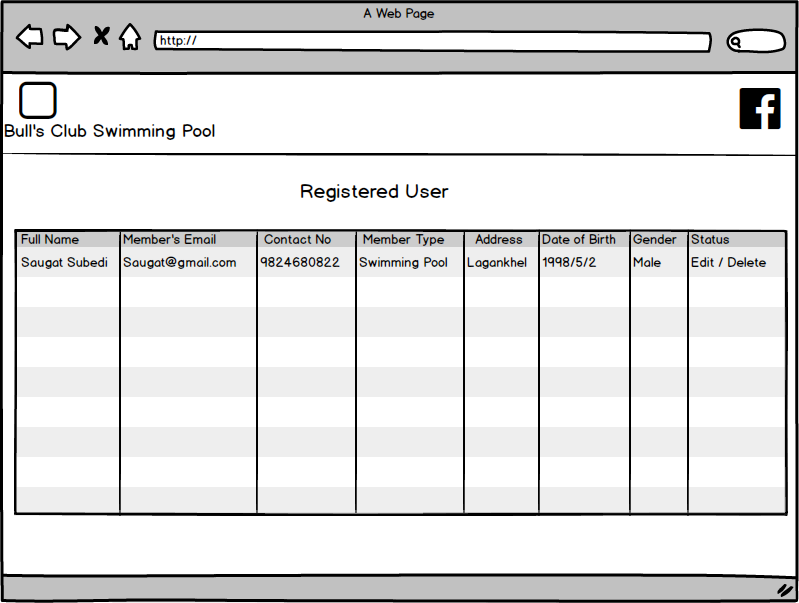 A Web Page
http://
Bull's Club Swimming Pool
Registered User
Full Name Member's Email Contact No Member Type Address Date of Birth Gender Status
Saugat Subedi Saugat@gmail.com 9824680822 Swimming Pool Lagankhel 1998/5/2 Male Edit / Delete